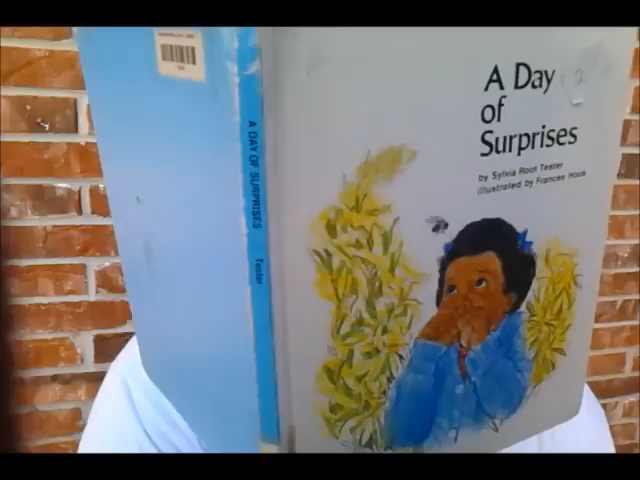 A Day
of
Surprises
by Sylvia Root Tester
illustrated by Frances Hook
A DAY OF SURPRISES
Tester